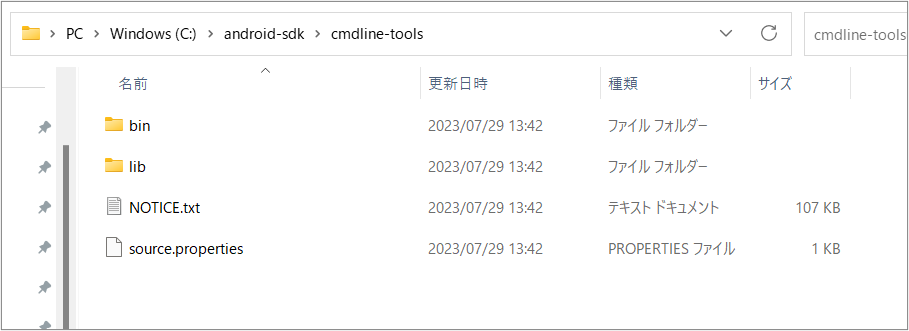 PC > Windows (C:) > android-sdk > cmdline-tools
cmdline-tools
名前 更新日時 種類 サイズ
bin 2023/07/29 13:42 ファイル フォルダー
lib 2023/07/29 13:42 ファイル フォルダー
NOTICE.txt 2023/07/29 13:42 テキスト ドキュメント 107 KB
source.properties 2023/07/29 13:42 PROPERTIES ファイル 1 KB